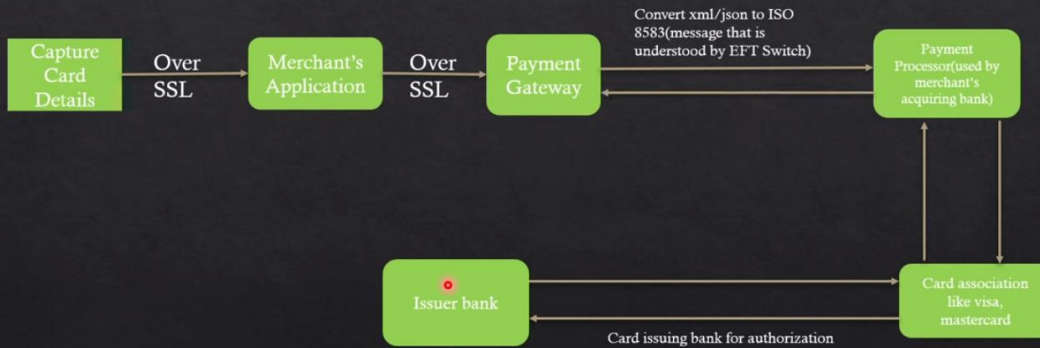 Capture
Card
Details
Over
SSL
Merchant's
Application
Over
SSL
Payment
Gateway
Convert xml/json to ISO
8583(message that is
understood by EFT Switch)
Payment
Processor(used by
merchant's
acquiring bank)
Issuer bank
Card issuing bank for authorization
Card association
like visa,
mastercard